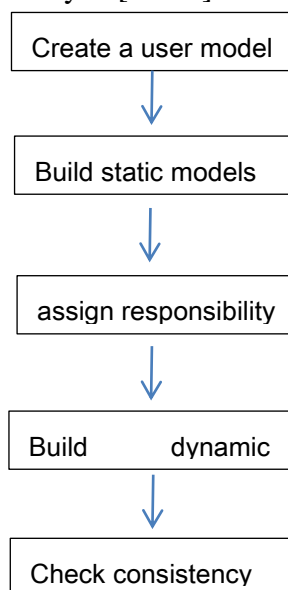 Create a user model
Build static models
assign responsibility
Build dynamic
Check consistency